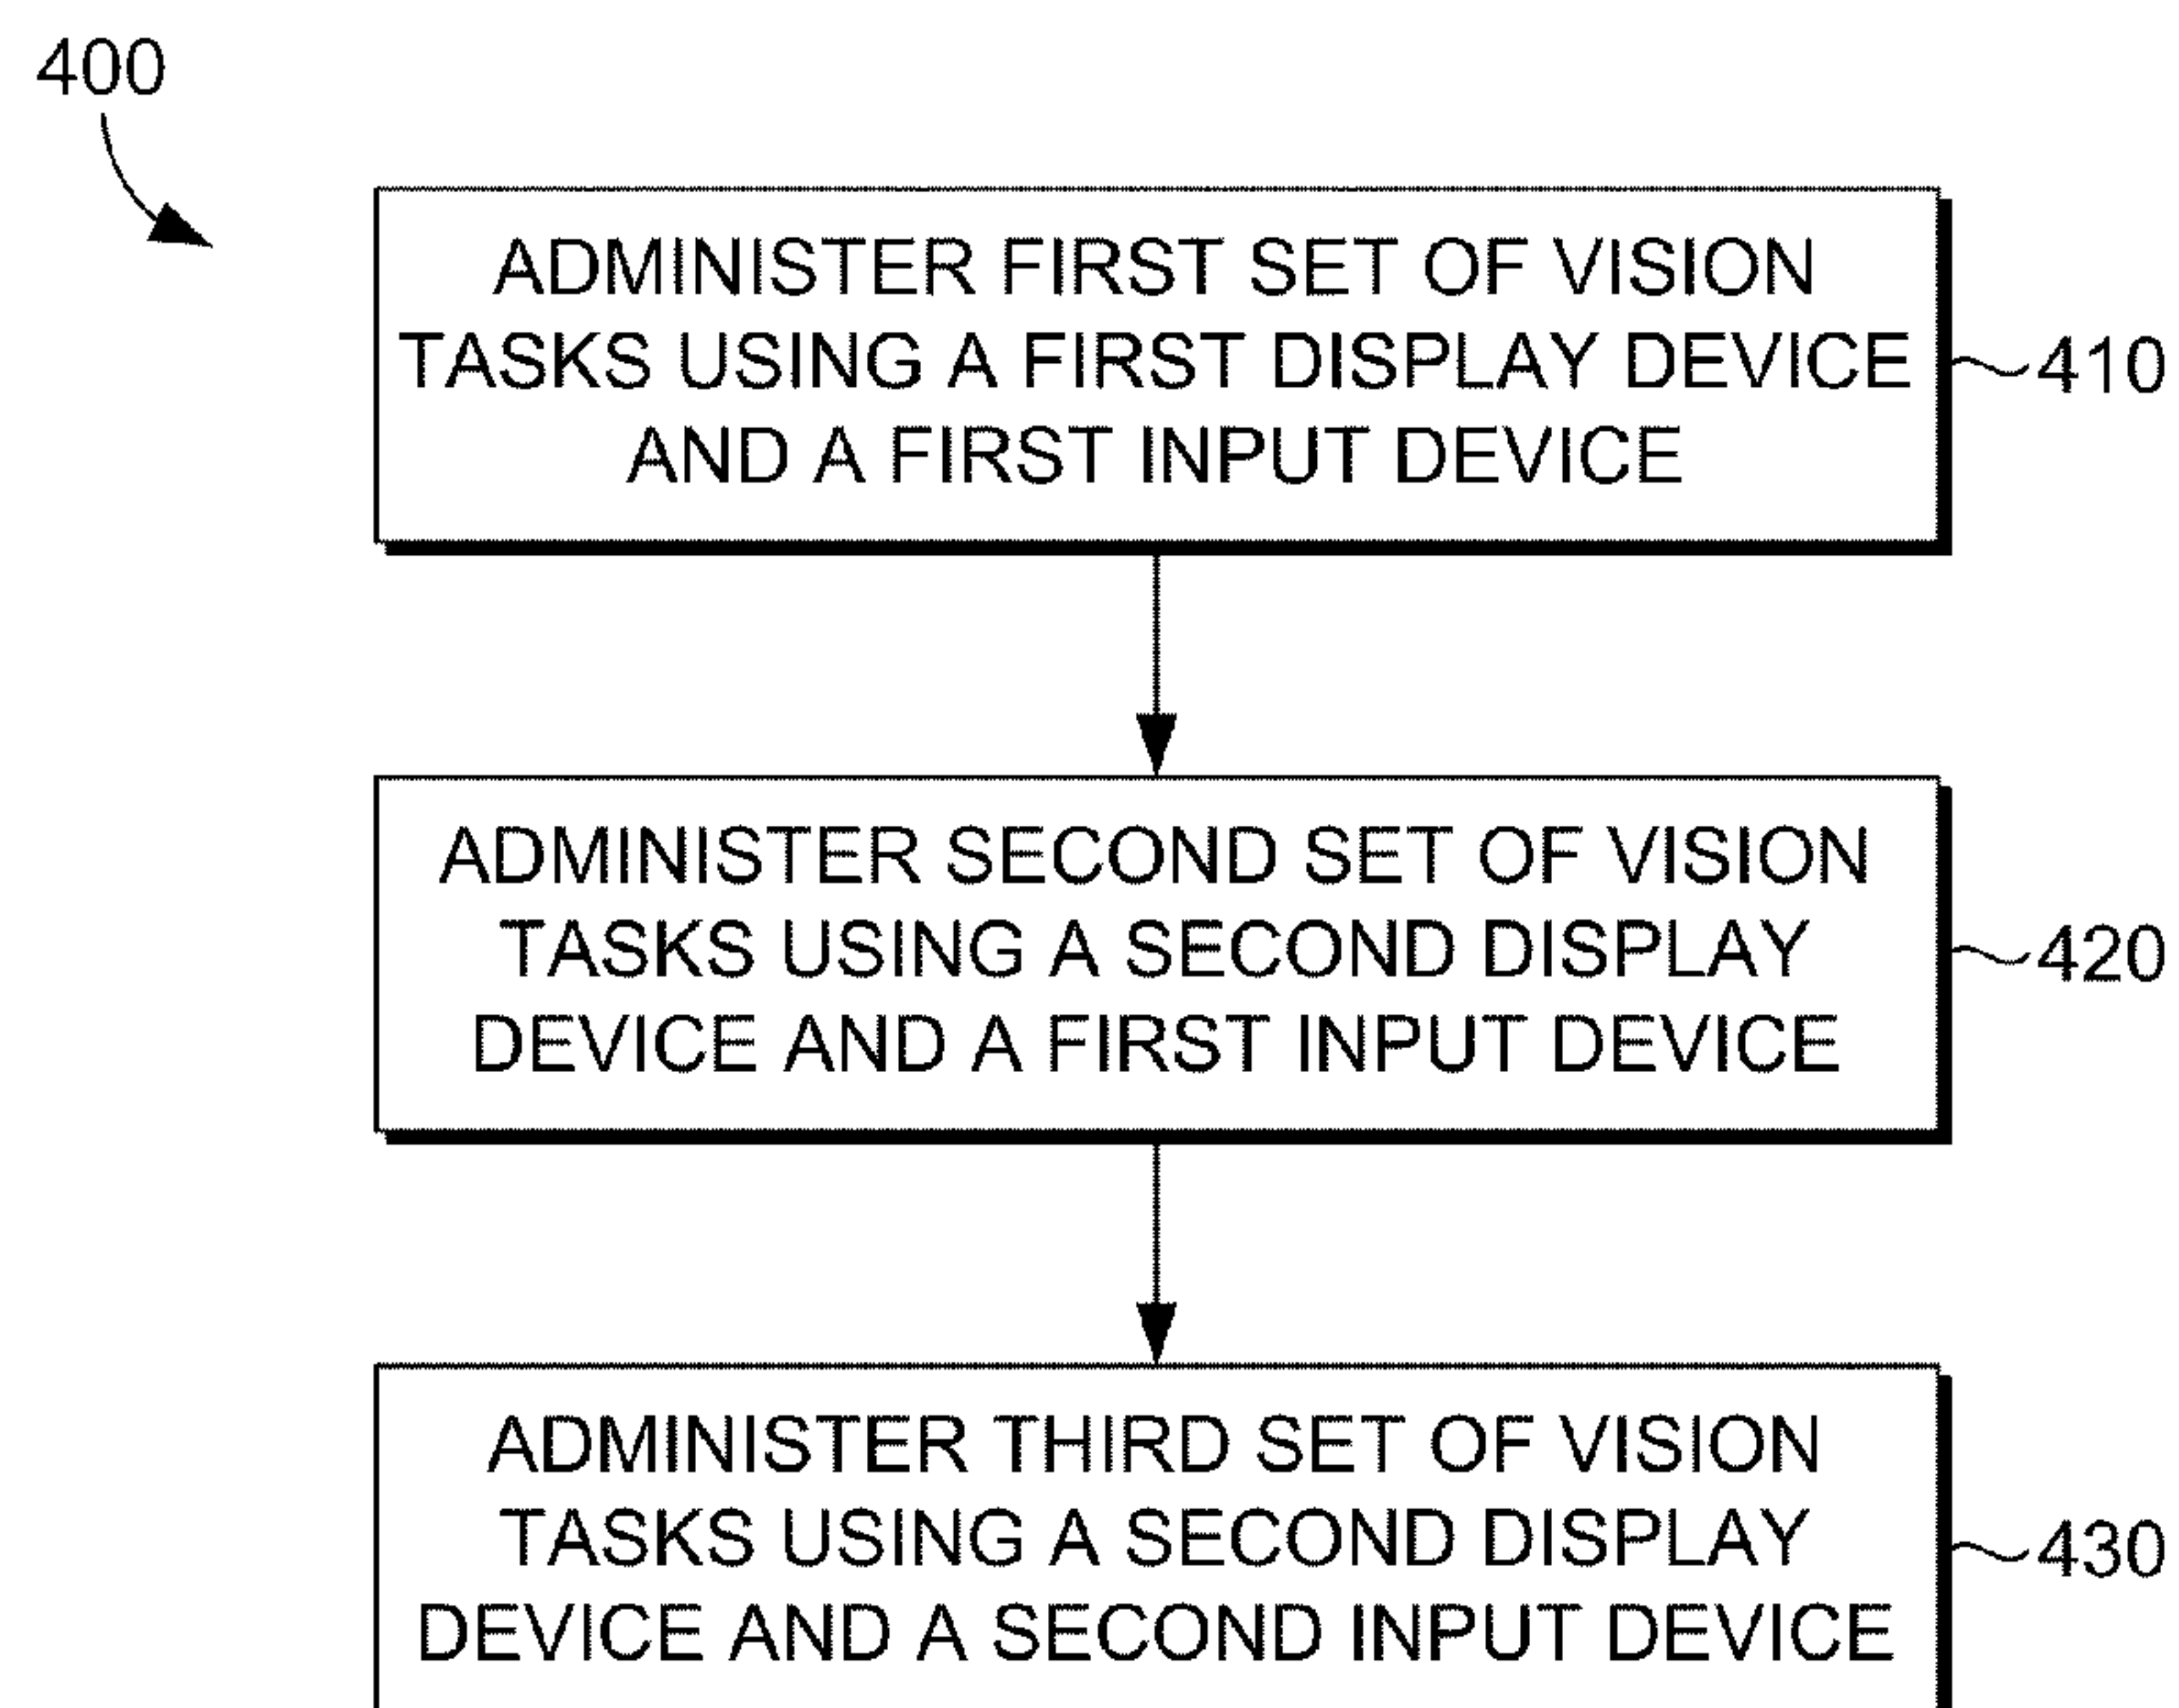 400
ADMINISTER FIRST SET OF VISION
TASKS USING A FIRST DISPLAY DEVICE
AND A FIRST INPUT DEVICE
410
ADMINISTER SECOND SET OF VISION
TASKS USING A SECOND DISPLAY
DEVICE AND A FIRST INPUT DEVICE
420
ADMINISTER THIRD SET OF VISION
TASKS USING A SECOND DISPLAY
DEVICE AND A SECOND INPUT DEVICE
430